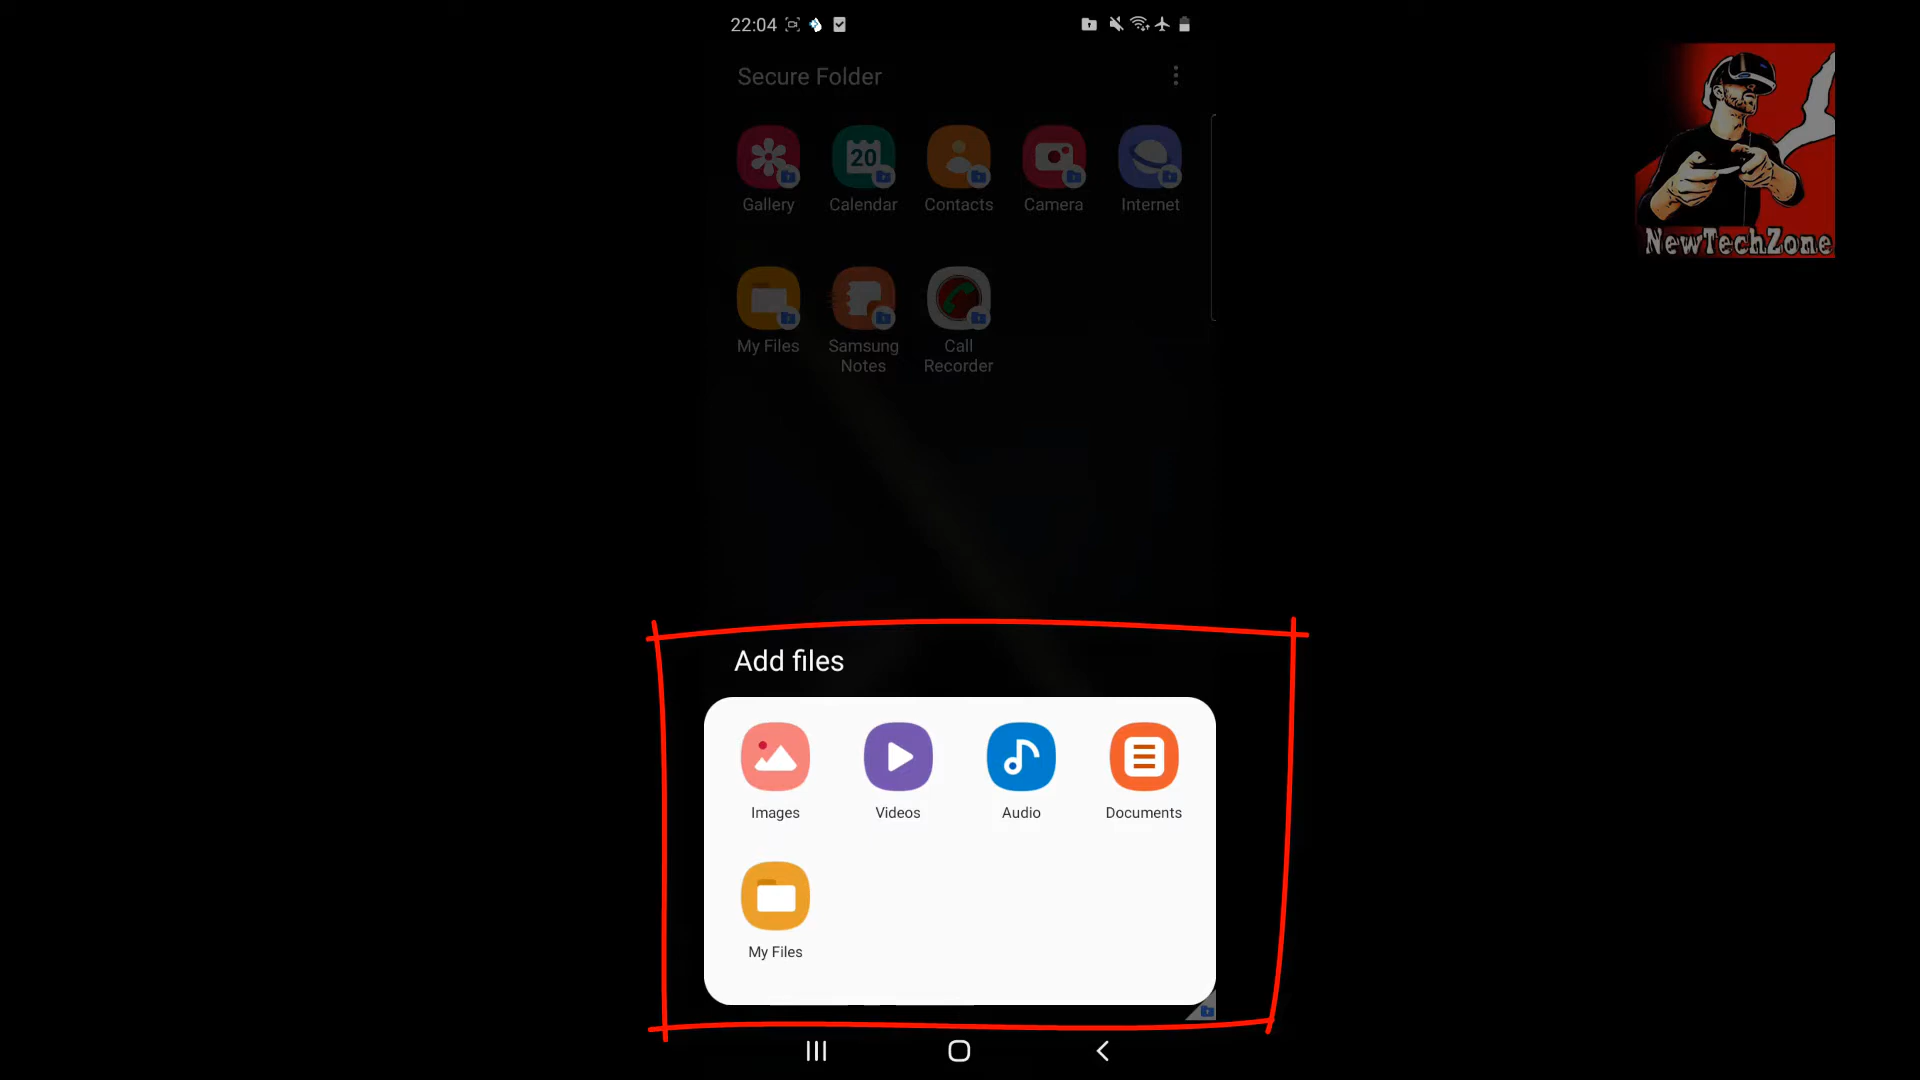 22:04
Secure Folder
20
Gallery Calendar Contacts Camera Internet
My Files Samsung Notes Call Recorder
Add files
Images Videos Audio Documents
My Files
NewTechZone